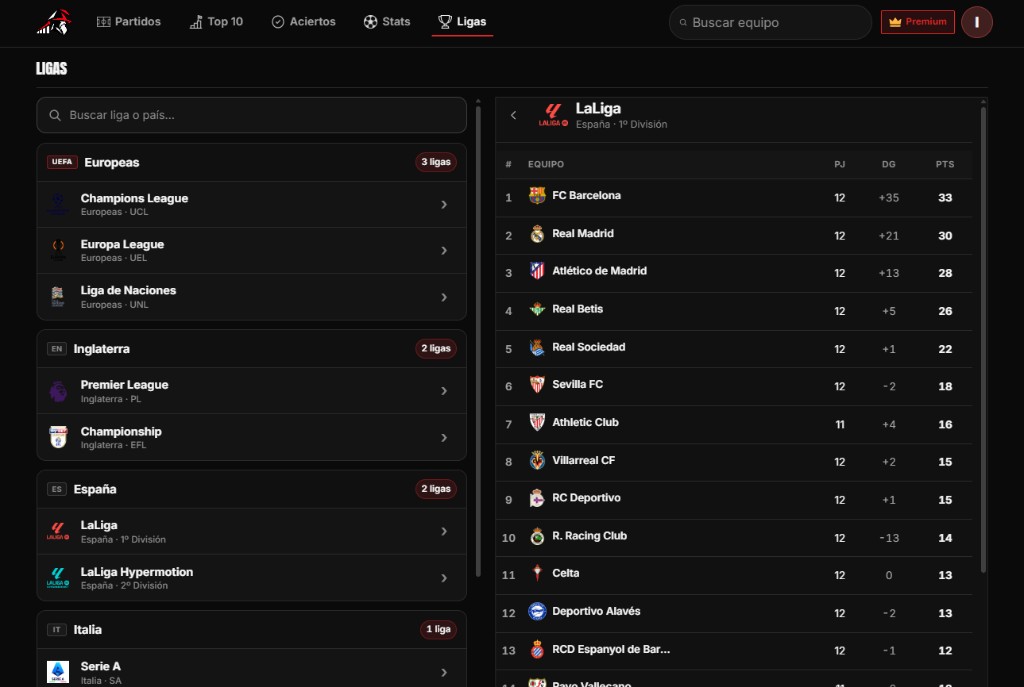 Partidos Top 10 Aciertos Stats Ligas Buscar equipo Premium I
LIGAS
Buscar liga o país...
UEFA Europeas 3 ligas
Champions League
Europeas · UCL
Europa League
Europeas · UEL
Liga de Naciones
Europeas · UNL
EN Inglaterra 2 ligas
Premier League
Inglaterra · PL
Championship
Inglaterra · EFL
ES España 2 ligas
LALIGA
LaLiga
España · 1º División
LALIGA
LaLiga Hypermotion
España · 2º División
IT Italia 1 liga
Serie A
Italia · SA
LALIGA
LaLiga
España · 1º División
# EQUIPO PJ DG PTS
1 FC Barcelona 12 +35 33
2 Real Madrid 12 +21 30
3 Atlético de Madrid 12 +13 28
4 Real Betis 12 +5 26
5 Real Sociedad 12 +1 22
6 Sevilla FC 12 -2 18
7 Athletic Club 11 +4 16
8 Villarreal CF 12 +2 15
9 RC Deportivo 12 +1 15
10 R. Racing Club 12 -13 14
11 Celta 12 0 13
12 Deportivo Alavés 12 -2 13
13 RCD Espanyol de Bar... 12 -1 12
Rayo Vallecano